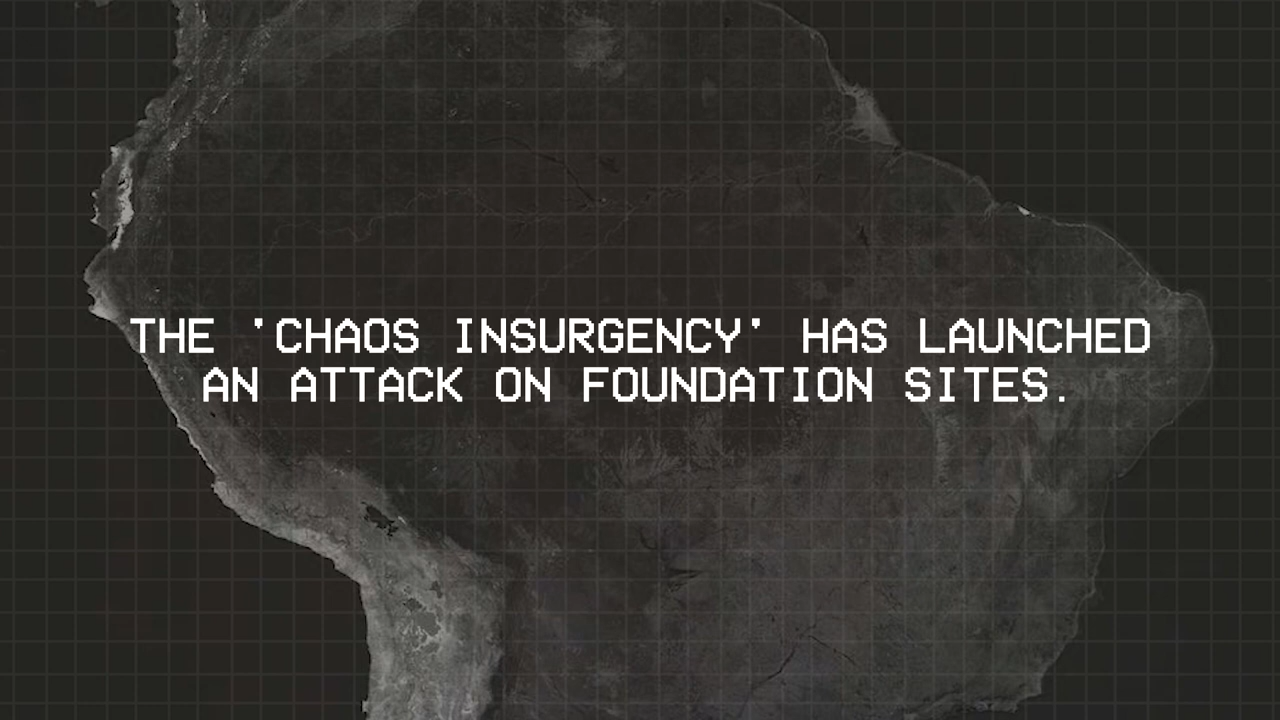 THE 'CHAOS INSURGENCY' HAS LAUNCHED
AN ATTACK ON FOUNDATION SITES.